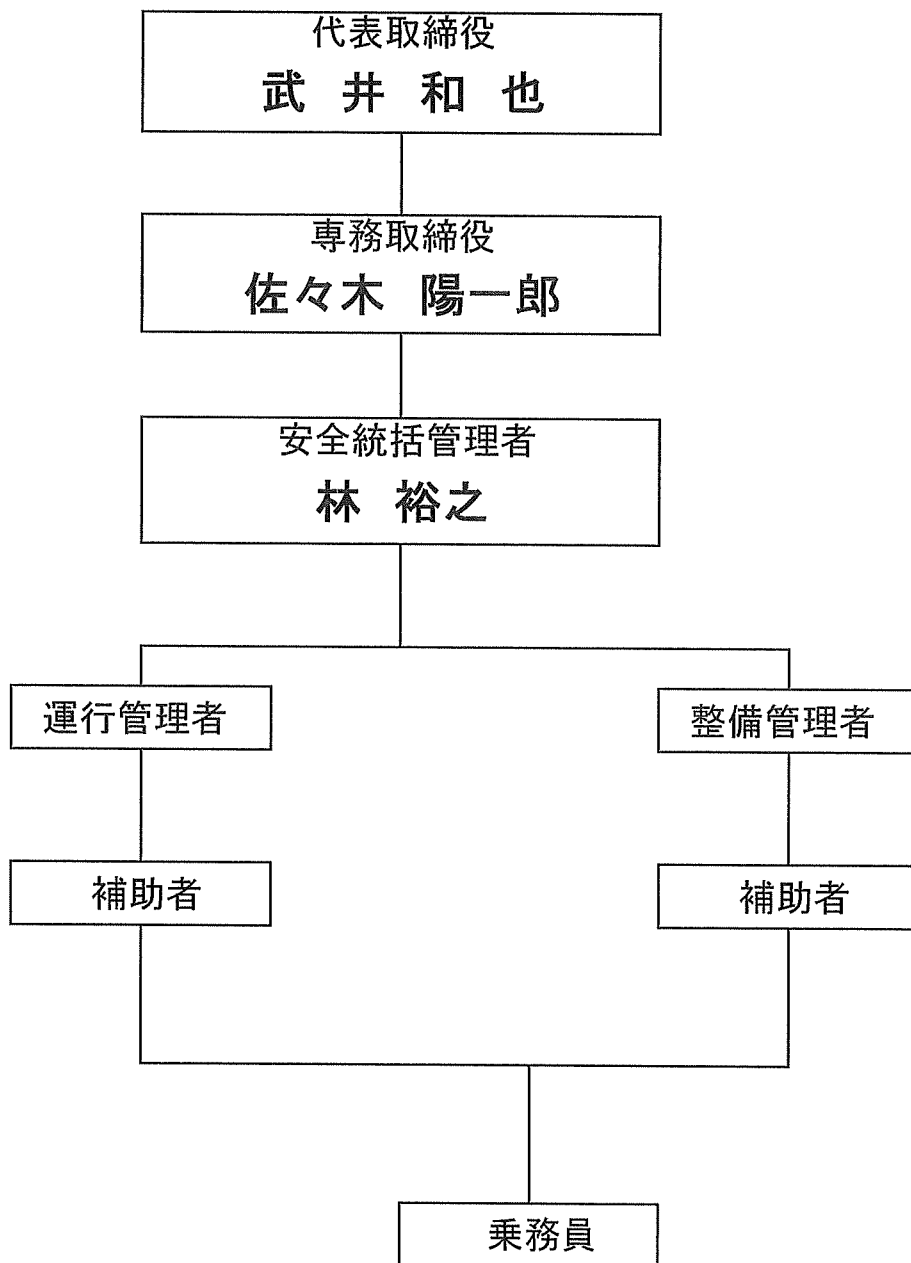 代表取締役
武 井 和 也
専務取締役
佐々木 陽一郎
安全統括管理者
林 裕之
運行管理者
整備管理者
補助者
補助者
乗務員